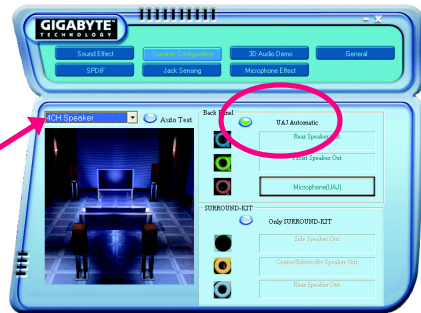 GIGABYTE™
TECHNOLOGY
Sound Effect
Speaker Configuration
3D Audio Demo
General
SPDIF
Jack Sensing
Microphone Effect
4CH Speaker
Auto Test
Back Panel
UAJ Automatic
Rear Speaker Out
Front Speaker Out
Microphone(UAJ)
SURROUND-KIT
Only SURROUND-KIT
Side Speaker Out
Center/Subwoofer Speaker Out
Rear Speaker Out